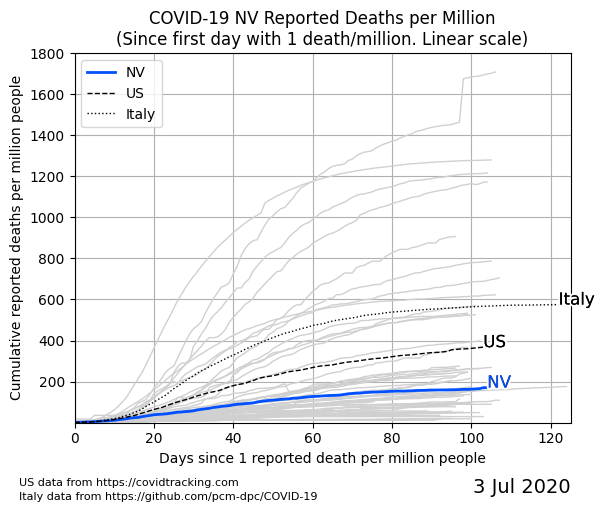 COVID-19 NV Reported Deaths per Million
(Since first day with 1 death/million. Linear scale)
Cumulative reported deaths per million people
1800
1600
1400
1200
1000
800
600
400
200
NV
US
Italy
Italy
US
NV
0 20 40 60 80 100 120
Days since 1 reported death per million people
US data from https://covidtracking.com
Italy data from https://github.com/pcm-dpc/COVID-19
3 Jul 2020